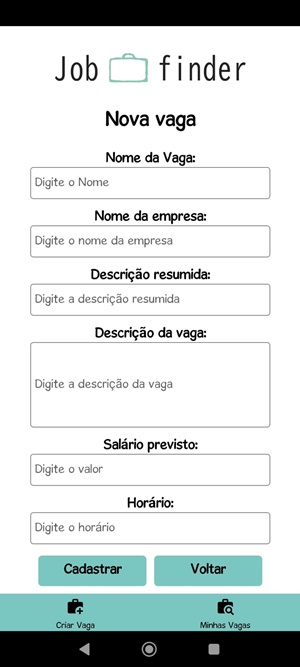 Job finder
Nova vaga
Nome da Vaga:
Digite o Nome
Nome da empresa:
Digite o nome da empresa
Descrição resumida:
Digite a descrição resumida
Descrição da vaga:
Digite a descrição da vaga
Salário previsto:
Digite o valor
Horário:
Digite o horário
Cadastrar Voltar
Criar Vaga Minhas Vagas